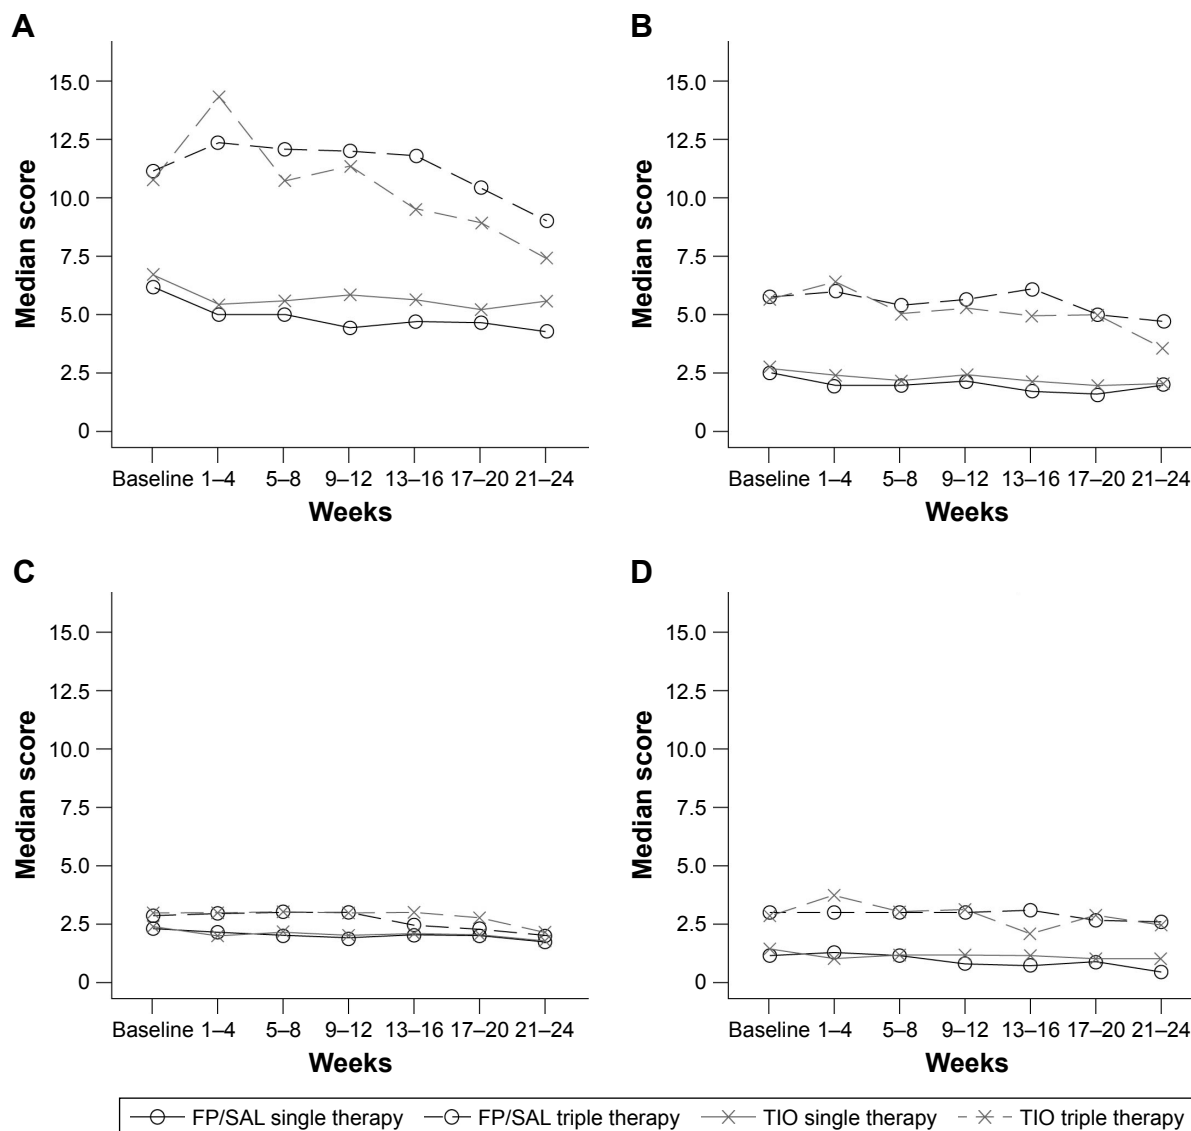 A
Median score
15.0
12.5
10.0
7.5
5.0
2.5
0
Baseline 1–4 5–8 9–12 13–16 17–20 21–24
Weeks
B
Median score
15.0
12.5
10.0
7.5
5.0
2.5
0
Baseline 1–4 5–8 9–12 13–16 17–20 21–24
Weeks
C
Median score
15.0
12.5
10.0
7.5
5.0
2.5
0
Baseline 1–4 5–8 9–12 13–16 17–20 21–24
Weeks
D
Median score
15.0
12.5
10.0
7.5
5.0
2.5
0
Baseline 1–4 5–8 9–12 13–16 17–20 21–24
Weeks
FP/SAL single therapy FP/SAL triple therapy TIO single therapy TIO triple therapy